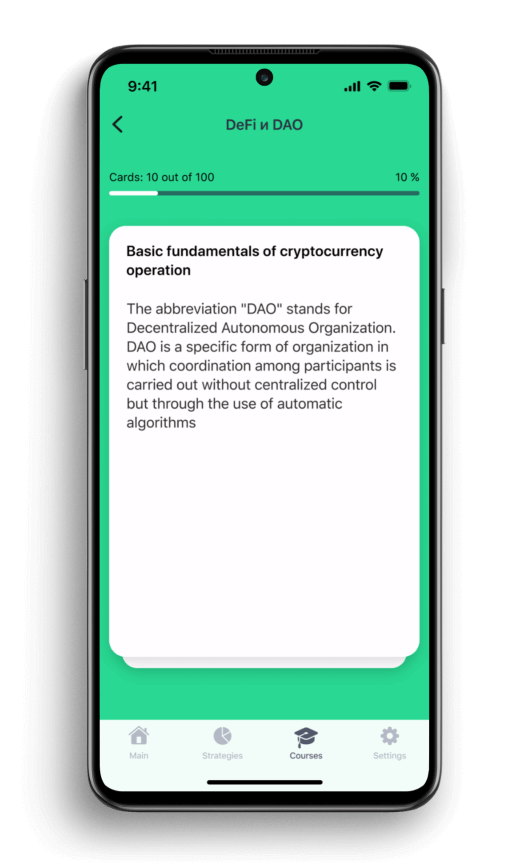 9:41
DeFi и DAO
Cards: 10 out of 100
10 %
Basic fundamentals of cryptocurrency
operation
The abbreviation "DAO" stands for
Decentralized Autonomous Organization.
DAO is a specific form of organization in
which coordination among participants is
carried out without centralized control
but through the use of automatic
algorithms
Main
Strategies
Courses
Settings